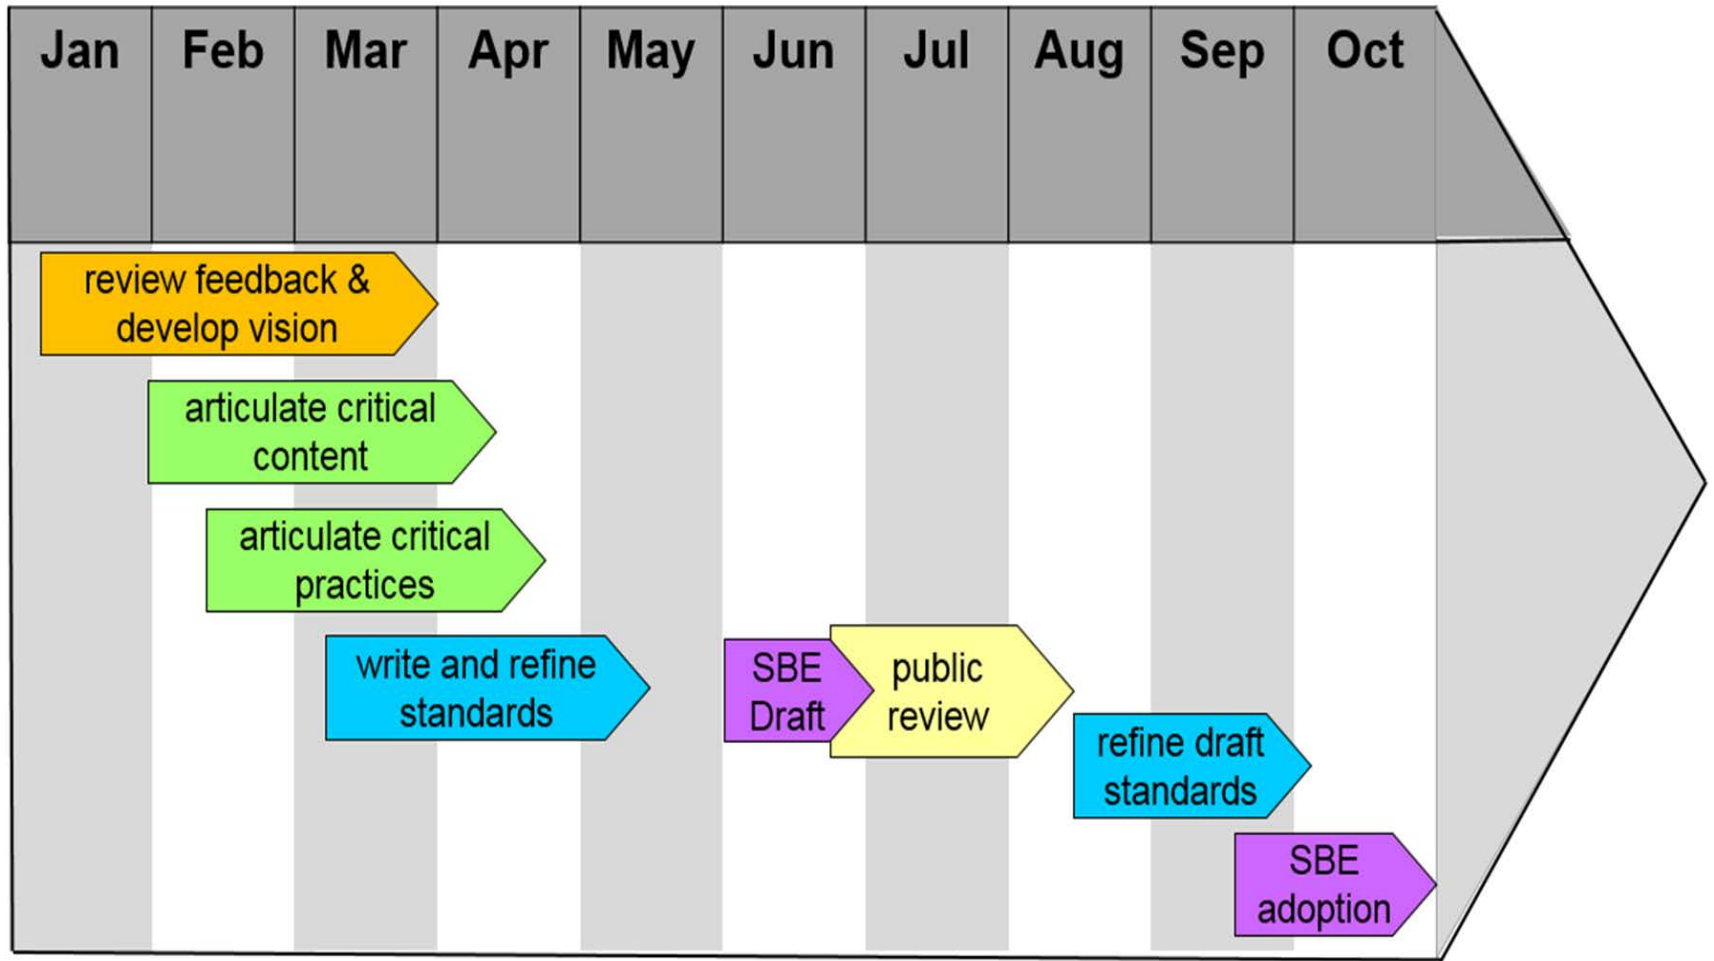 Jan Feb Mar Apr May Jun Jul Aug Sep Oct
review feedback &
develop vision
articulate critical
content
articulate critical
practices
write and refine
standards
SBE
Draft
public
review
refine draft
standards
SBE
adoption